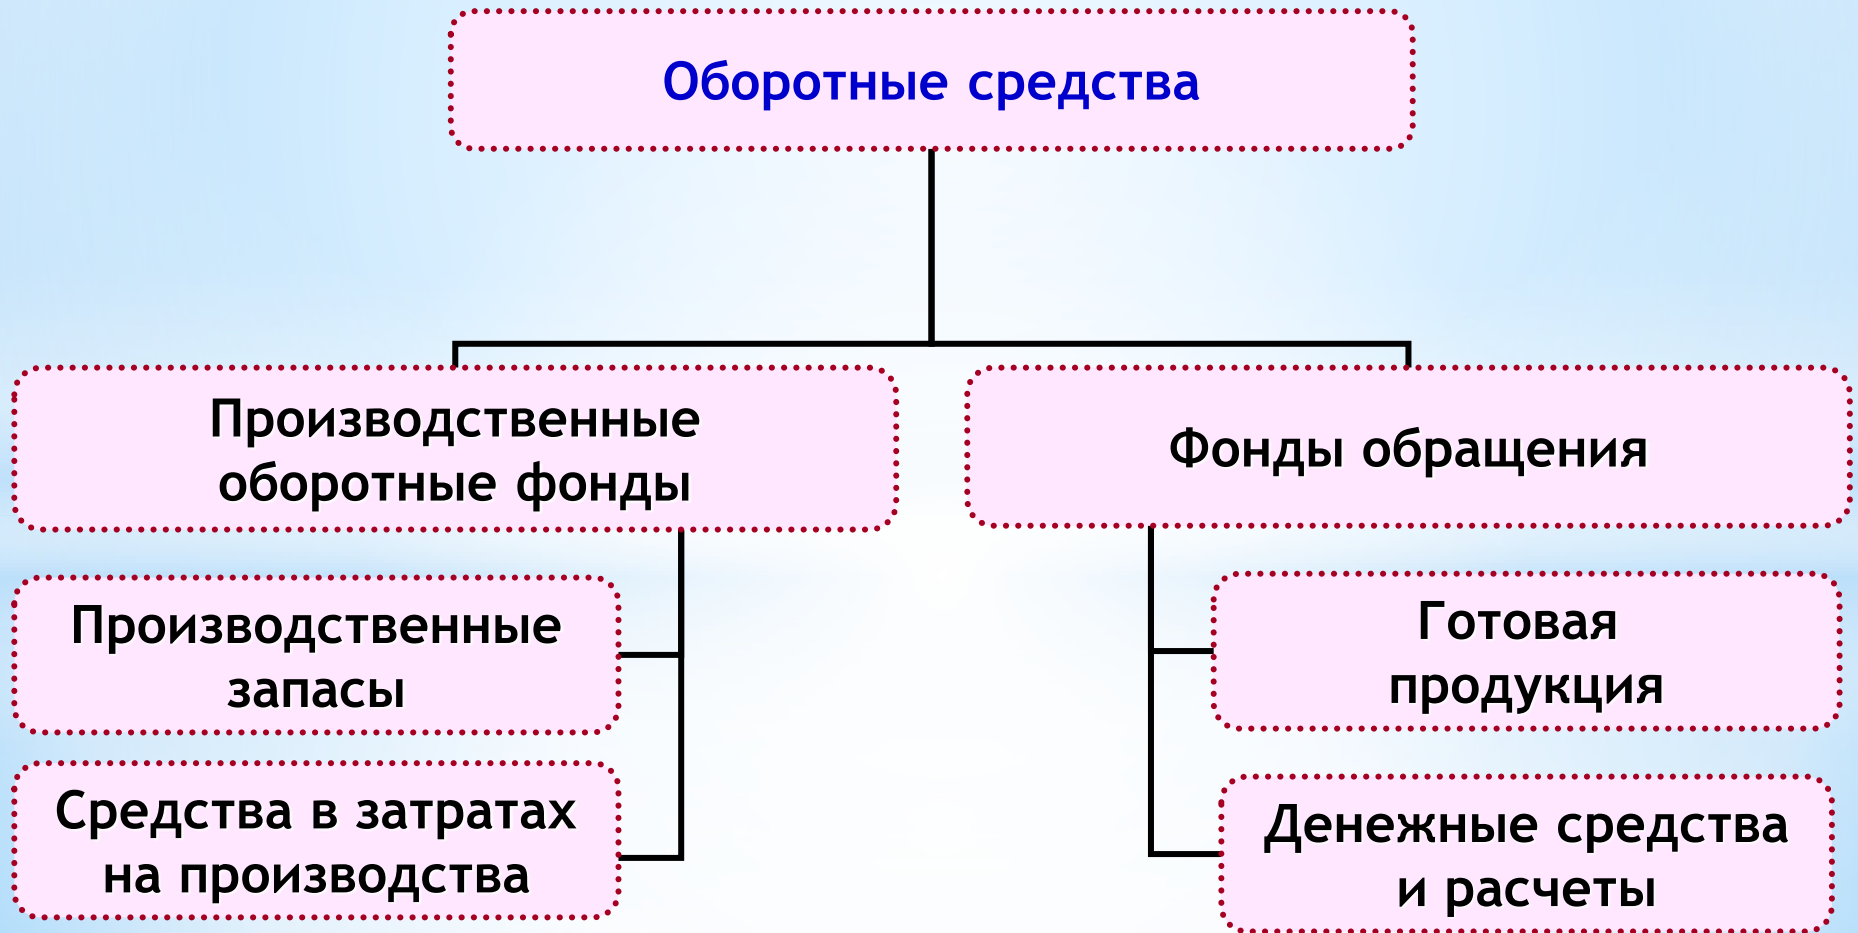 Оборотные средства
Производственные
оборотные фонды
Фонды обращения
Производственные
запасы
Готовая
продукция
Средства в затратах
на производства
Денежные средства
и расчеты